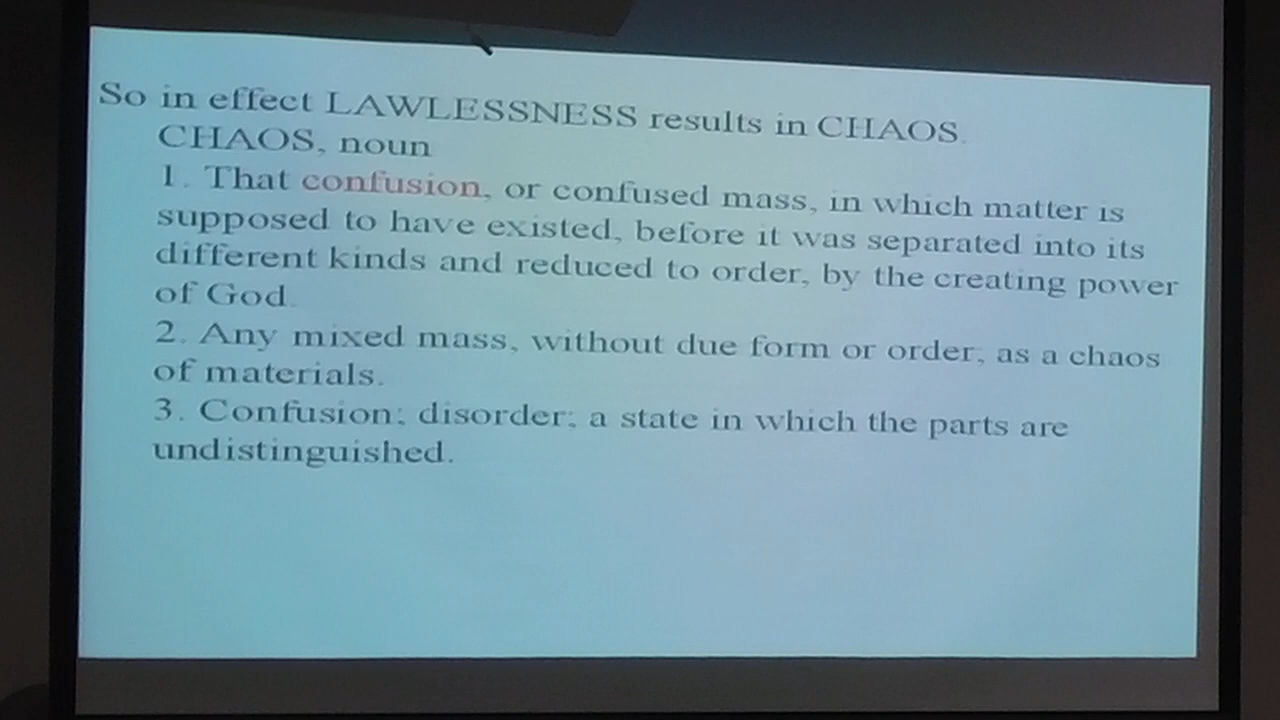 So in effect LAWLESSNESS results in CHAOS.
CHAOS, noun
1. That confusion, or confused mass, in which matter is
supposed to have existed, before it was separated into its
different kinds and reduced to order, by the creating power
of God.
2. Any mixed mass, without due form or order; as a chaos
of materials.
3. Confusion; disorder; a state in which the parts are
undistinguished.